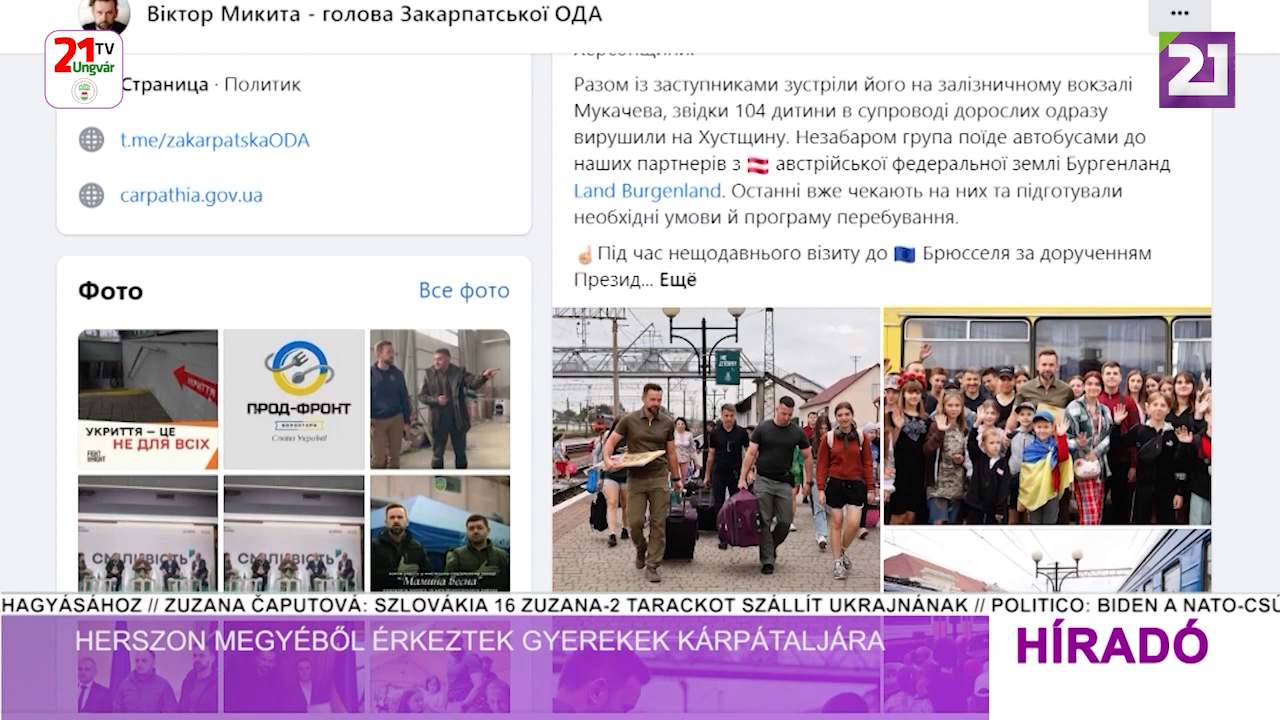 Віктор Микита - голова Закарпатської ОДА
21 TV
Ungvár
21
Страница · Политик
t.me/zakarpatskaODA
carpathia.gov.ua
Фото
Все фото
УКРИТТЯ
УКРИТТЯ — ЦЕ
НЕ ДЛЯ ВСІХ
ПРОД-ФРОНТ
ВОЛОНТЕРИ
Слава Україні!
СМІЛИВІСТЬ
СМІЛИВІСТЬ
"Мамина Весна"
Херсонщини.
Разом із заступниками зустріли його на залізничному вокзалі
Мукачева, звідки 104 дитини в супроводі дорослих одразу
вирушили на Хустщину. Незабаром група поїде автобусами до
наших партнерів з 🇦🇹 австрійської федеральної землі Бургенланд
Land Burgenland. Останні вже чекають на них та підготували
необхідні умови й програму перебування.
☝🏼Під час нещодавнього візиту до 🇪🇺 Брюсселя за дорученням
Презид... Ещё
HAGYÁSÁHOZ // ZUZANA ČAPUTOVÁ: SZLOVÁKIA 16 ZUZANA-2 TARACKOT SZÁLLÍT UKRAJNÁNAK // POLITICO: BIDEN A NATO-CSÚ
HERSZON MEGYÉBŐL ÉRKEZTEK GYEREKEK KÁRPÁTALJÁRA
HÍRADÓ